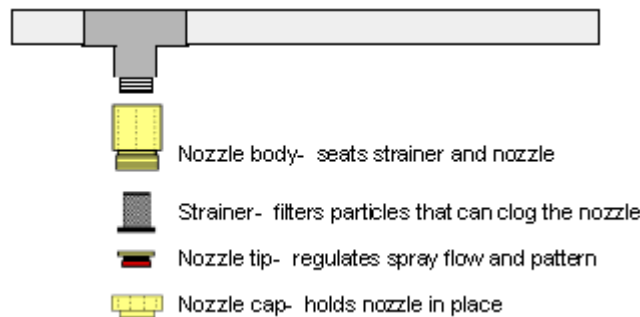 Nozzle body- seats strainer and nozzle
Strainer- filters particles that can clog the nozzle
Nozzle tip- regulates spray flow and pattern
Nozzle cap- holds nozzle in place